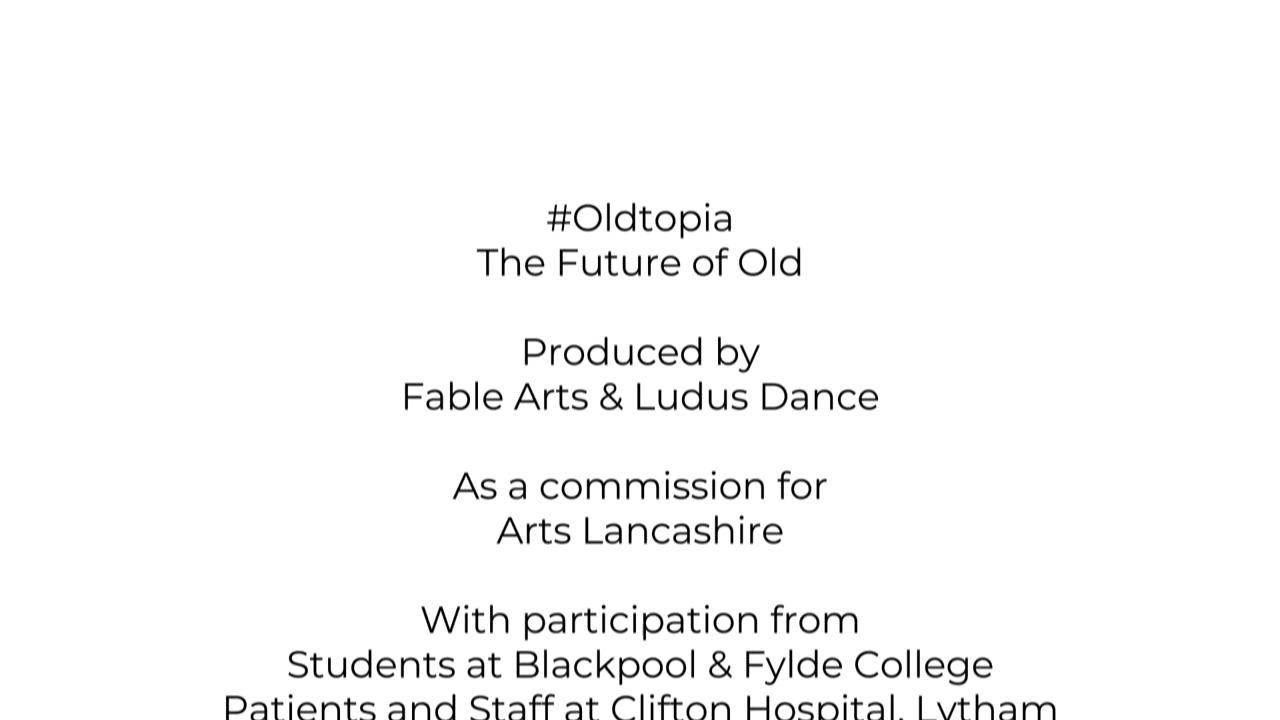 #Oldtopia
The Future of Old
Produced by
Fable Arts & Ludus Dance
As a commission for
Arts Lancashire
With participation from
Students at Blackpool & Fylde College
Patients and Staff at Clifton Hospital, Lytham